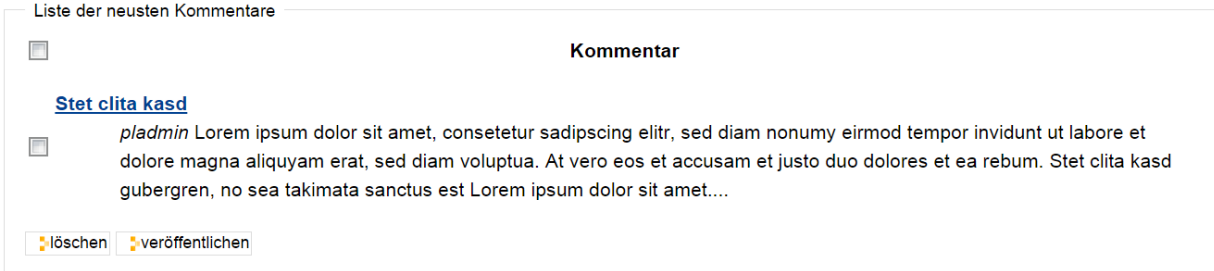 Liste der neusten Kommentare
Kommentar
Stet clita kasd
pladmin Lorem ipsum dolor sit amet, consetetur sadipscing elitr, sed diam nonumy eirmod tempor invidunt ut labore et
dolore magna aliquyam erat, sed diam voluptua. At vero eos et accusam et justo duo dolores et ea rebum. Stet clita kasd
gubergren, no sea takimata sanctus est Lorem ipsum dolor sit amet....
löschen veröffentlichen